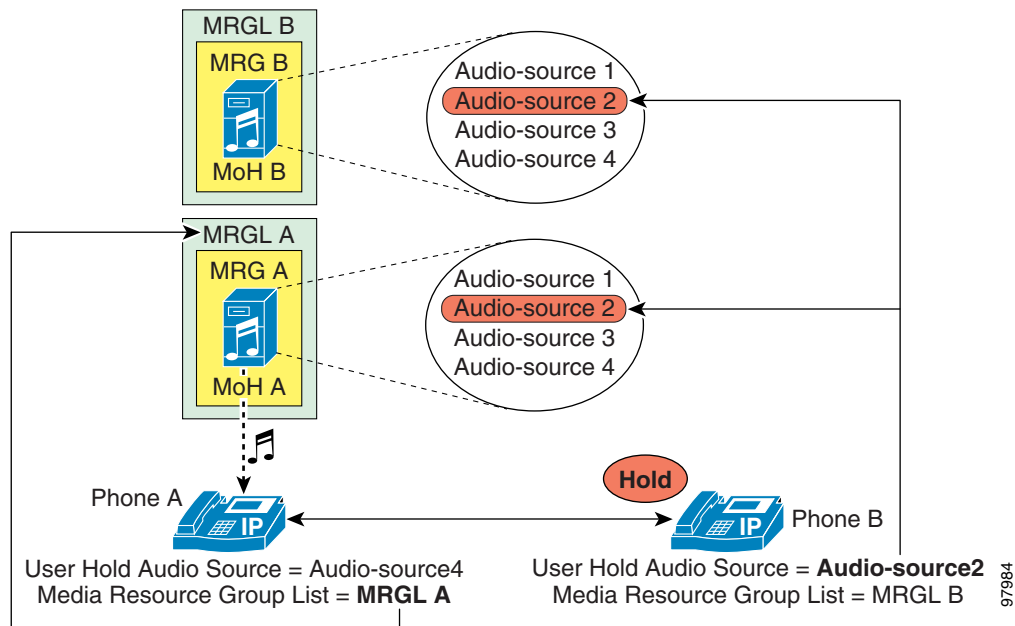 MRGL B
MRG B
MoH B
Audio-source 1
Audio-source 2
Audio-source 3
Audio-source 4
MRGL A
MRG A
MoH A
Audio-source 1
Audio-source 2
Audio-source 3
Audio-source 4
Hold
Phone A
IP
IP
Phone B
User Hold Audio Source = Audio-source4
Media Resource Group List = MRGL A
User Hold Audio Source = Audio-source2
Media Resource Group List = MRGL B
97984